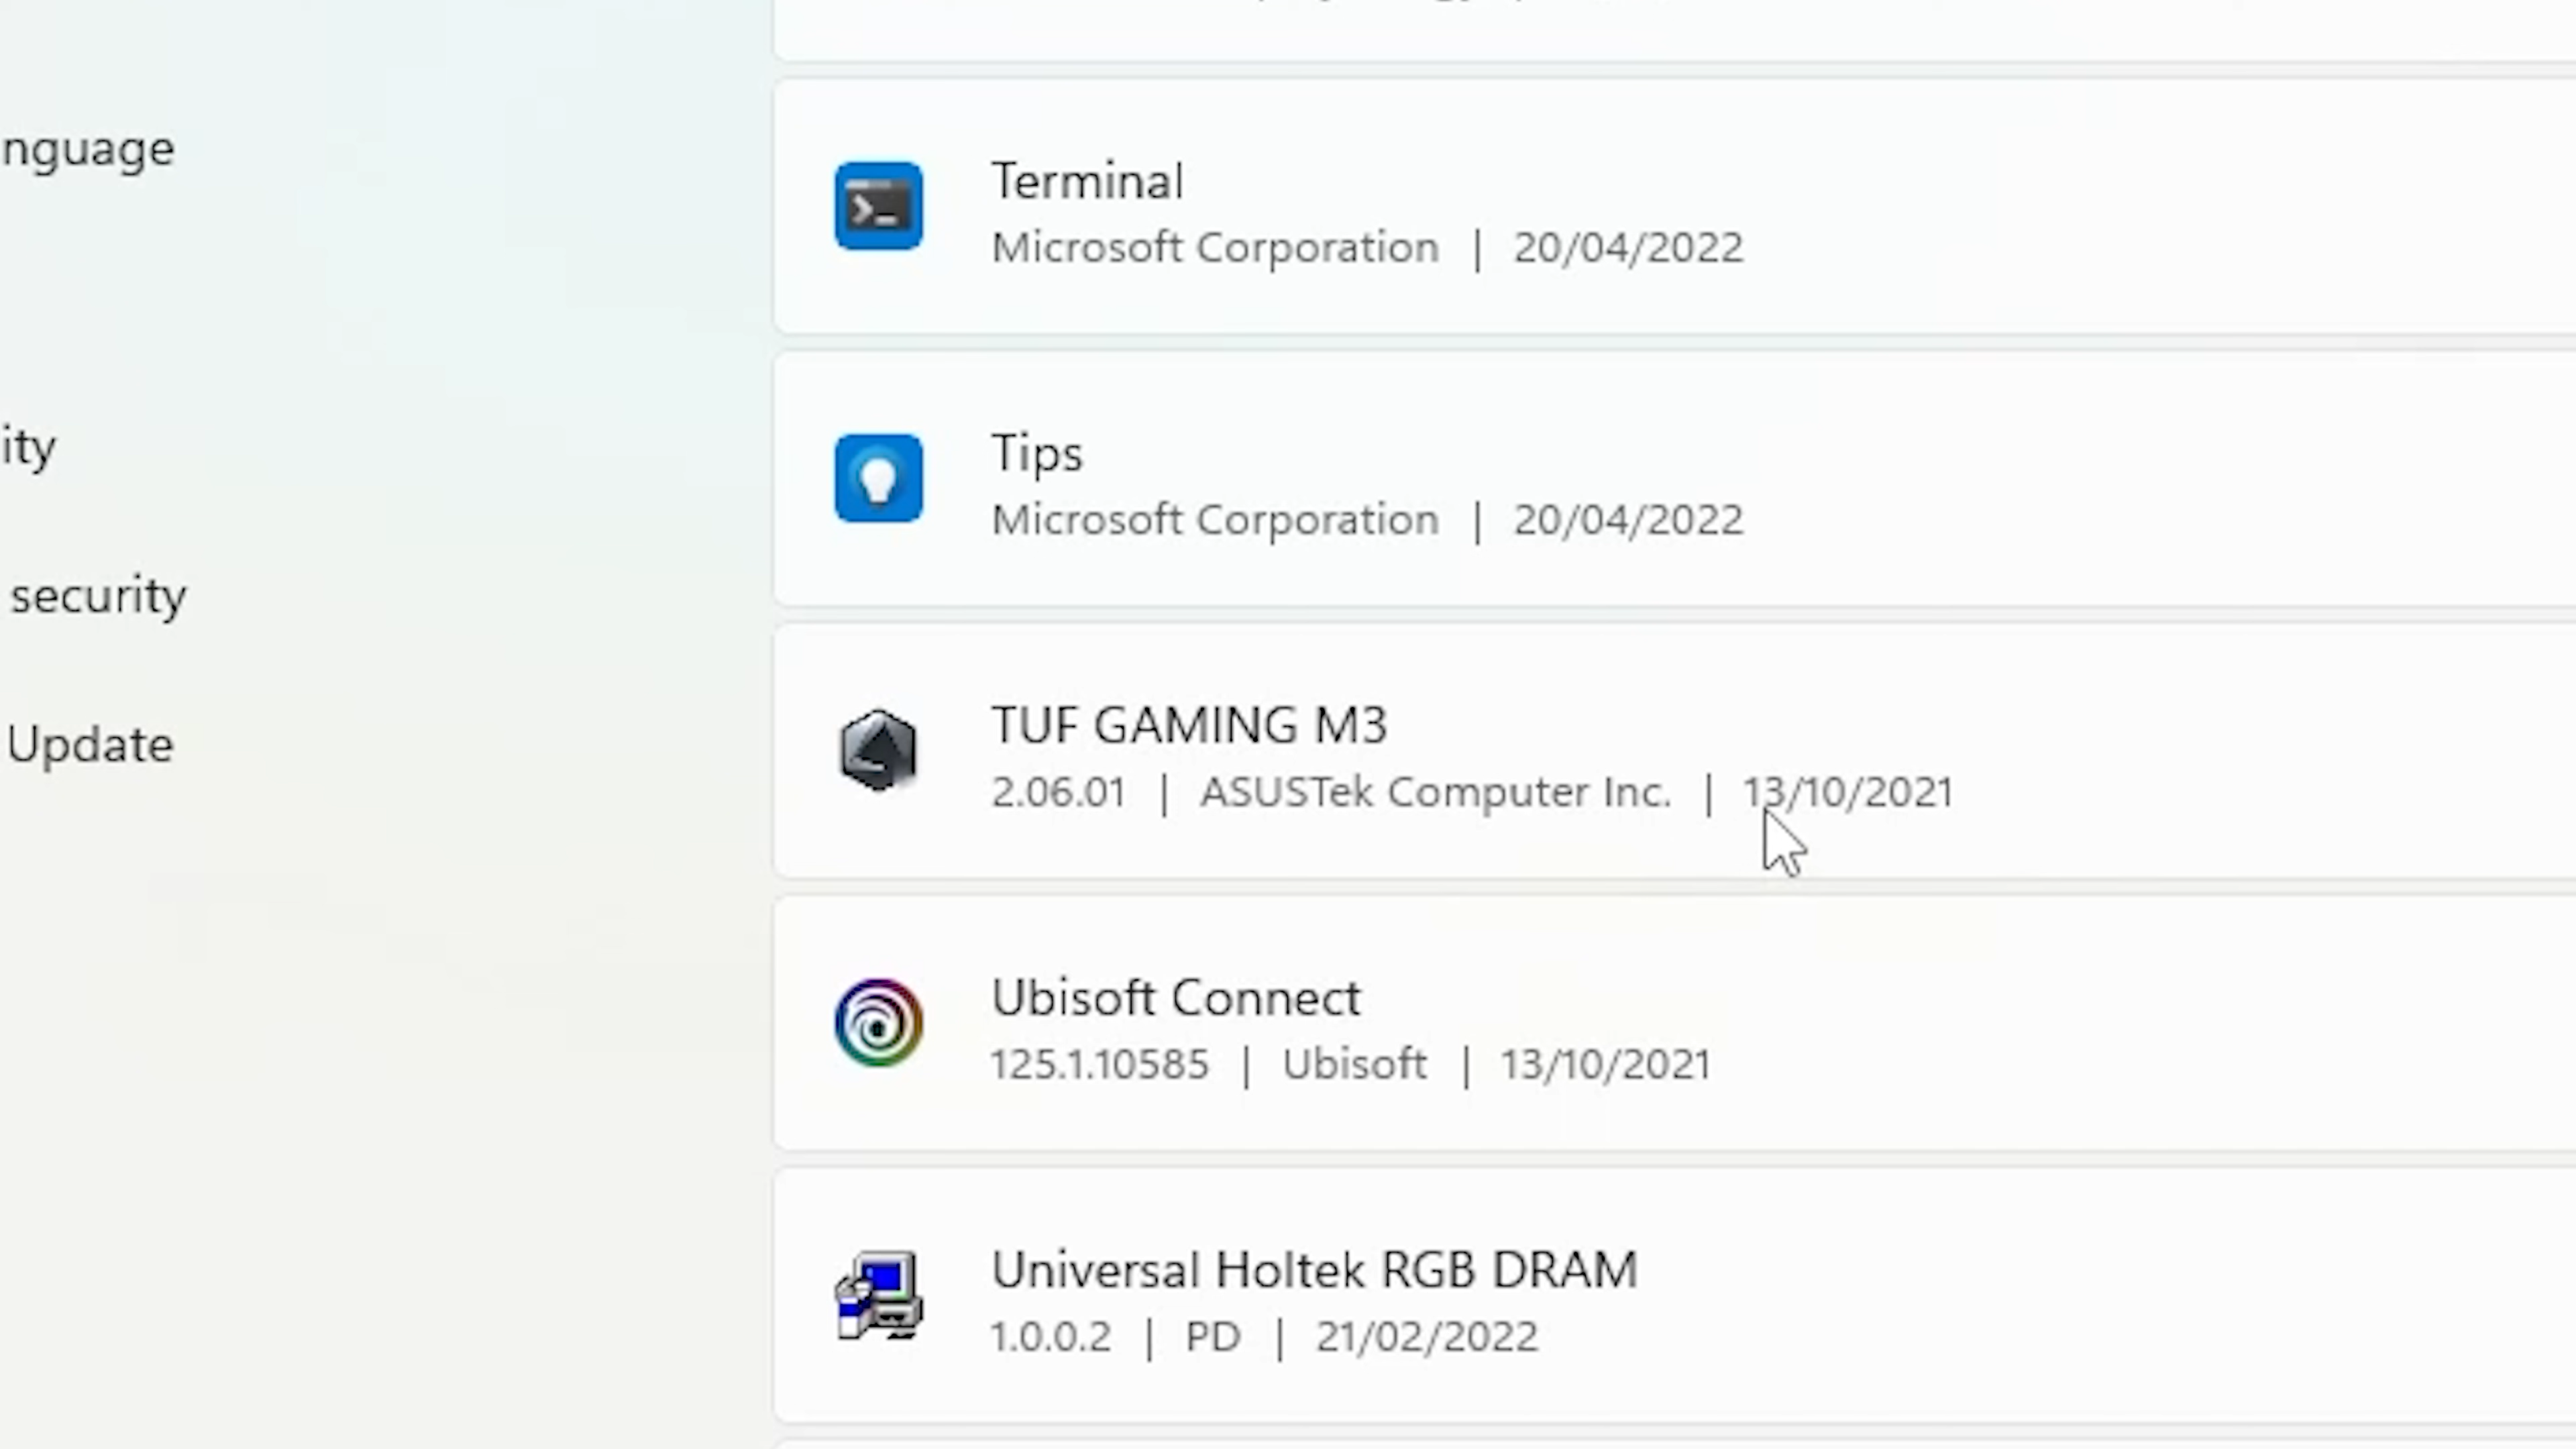 nguage
ity
security
Update
Terminal
Microsoft Corporation | 20/04/2022
Tips
Microsoft Corporation | 20/04/2022
TUF GAMING M3
2.06.01 | ASUSTek Computer Inc. | 13/10/2021
Ubisoft Connect
125.1.10585 | Ubisoft | 13/10/2021
Universal Holtek RGB DRAM
1.0.0.2 | PD | 21/02/2022